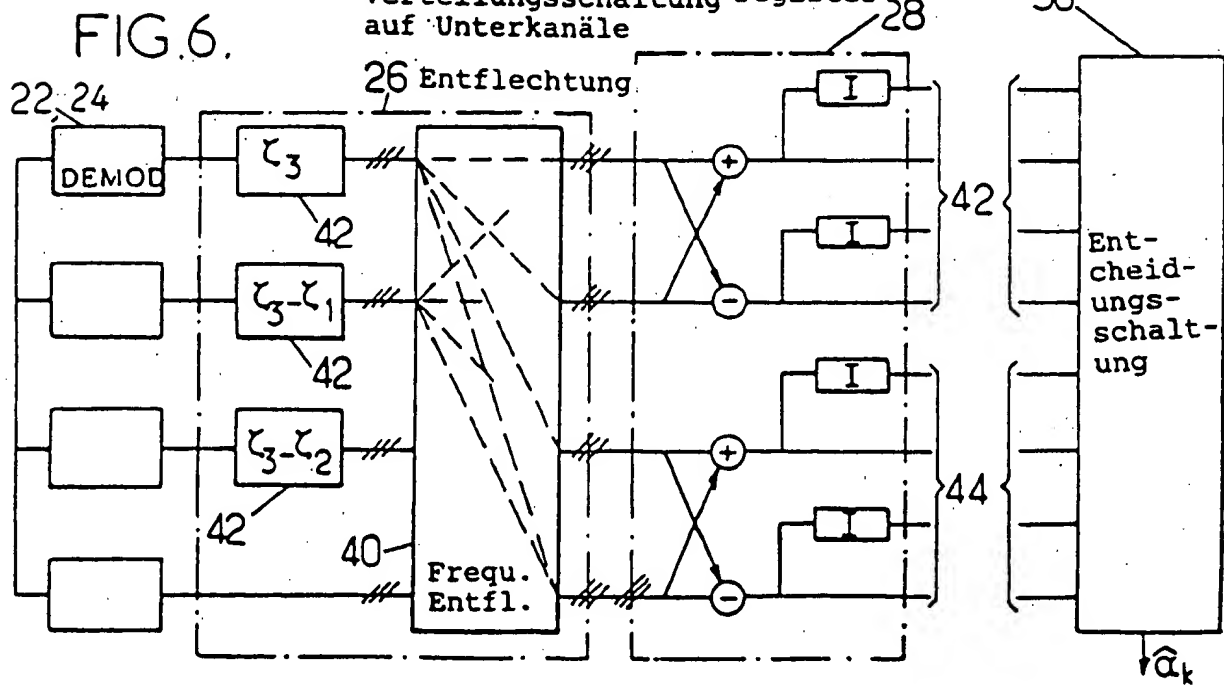 Verteilungsschaltung
auf Unterkanäle
28
FIG.6.
26 Entflechtung
22, 24
DEMOD
ζ3
42
ζ3-ζ1
42
ζ3-ζ2
42
40
Frequ.
Entfl.
+
I
I
-
42
+
I
I
-
44
Ent-
cheid-
ungs-
schalt-
ung
α̂k